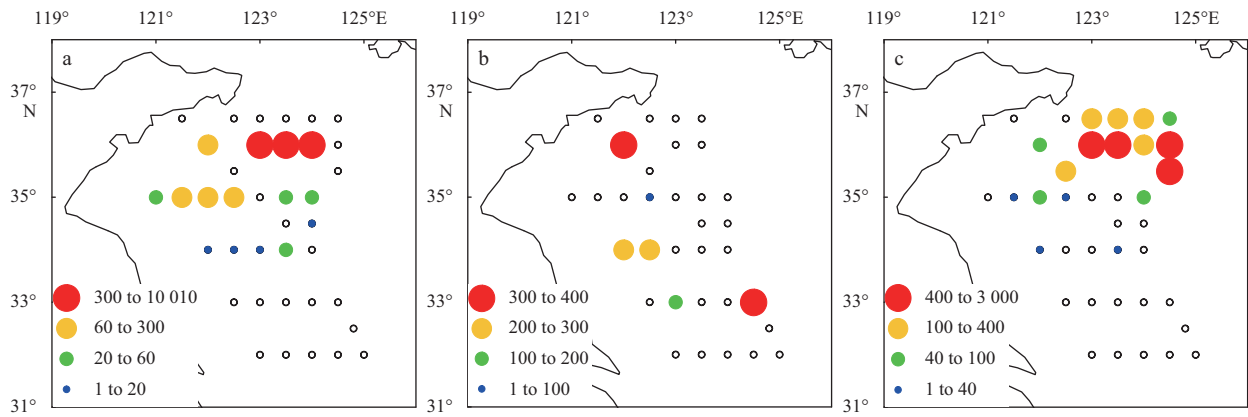 119° 121° 123° 125°E 121° 123° 125°E 119° 121° 123° 125°E
a b c
37° 37° 37°
N N N
35° 35° 35°
33° 300 to 10 010 33° 300 to 400 33° 400 to 3 000
60 to 300 200 to 300 100 to 400
20 to 60 100 to 200 40 to 100
1 to 20 1 to 100 1 to 40
31° 31° 31°